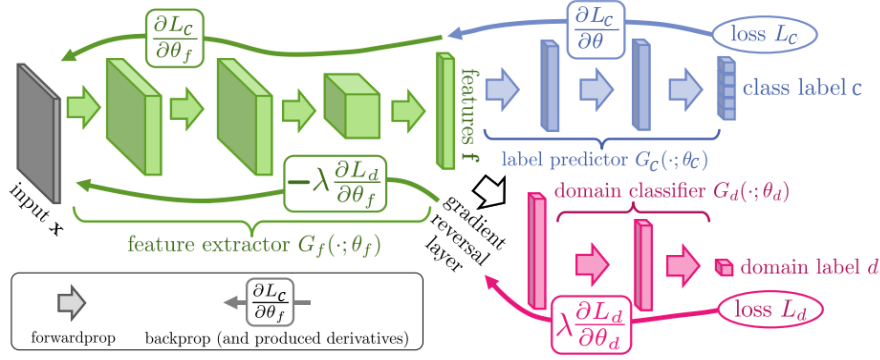 ∂L_C/∂θ_f
∂L_C/∂θ
loss L_C
features f
class label c
label predictor G_C(·;θ_C)
input x
−λ ∂L_d/∂θ_f
feature extractor G_f(·;θ_f)
gradient
reversal
layer
domain classifier G_d(·;θ_d)
domain label d
λ ∂L_d/∂θ_d
loss L_d
forwardprop
∂L_C/∂θ_f
backprop (and produced derivatives)